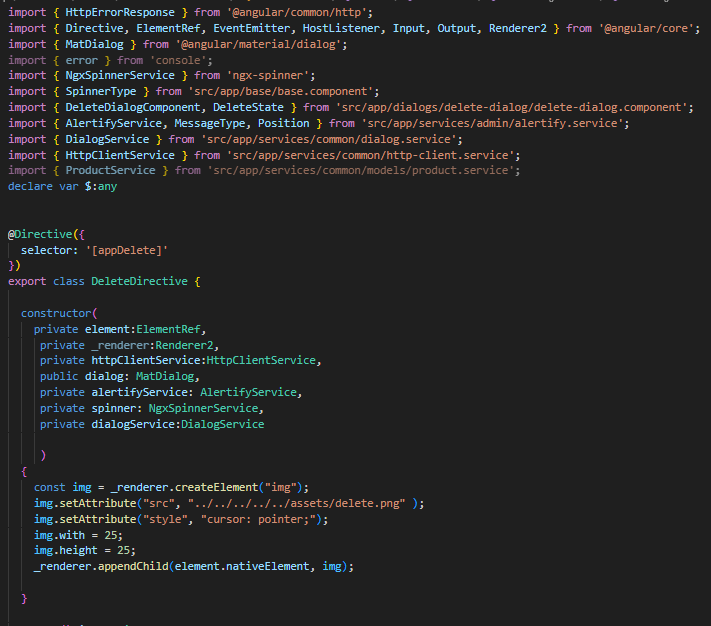 import { HttpErrorResponse } from '@angular/common/http';
import { Directive, ElementRef, EventEmitter, HostListener, Input, Output, Renderer2 } from '@angular/core';
import { MatDialog } from '@angular/material/dialog';
import { error } from 'console';
import { NgxSpinnerService } from 'ngx-spinner';
import { SpinnerType } from 'src/app/base/base.component';
import { DeleteDialogComponent, DeleteState } from 'src/app/dialogs/delete-dialog/delete-dialog.component';
import { AlertifyService, MessageType, Position } from 'src/app/services/admin/alertify.service';
import { DialogService } from 'src/app/services/common/dialog.service';
import { HttpClientService } from 'src/app/services/common/http-client.service';
import { ProductService } from 'src/app/services/common/models/product.service';
declare var $:any
@Directive({
selector: '[appDelete]'
})
export class DeleteDirective {
constructor(
private element:ElementRef,
private _renderer:Renderer2,
private httpClientService:HttpClientService,
public dialog: MatDialog,
private alertifyService: AlertifyService,
private spinner: NgxSpinnerService,
private dialogService:DialogService
)
{
const img = _renderer.createElement("img");
img.setAttribute("src", "../../../../../assets/delete.png" );
img.setAttribute("style", "cursor: pointer;");
img.with = 25;
img.height = 25;
_renderer.appendChild(element.nativeElement, img);
}